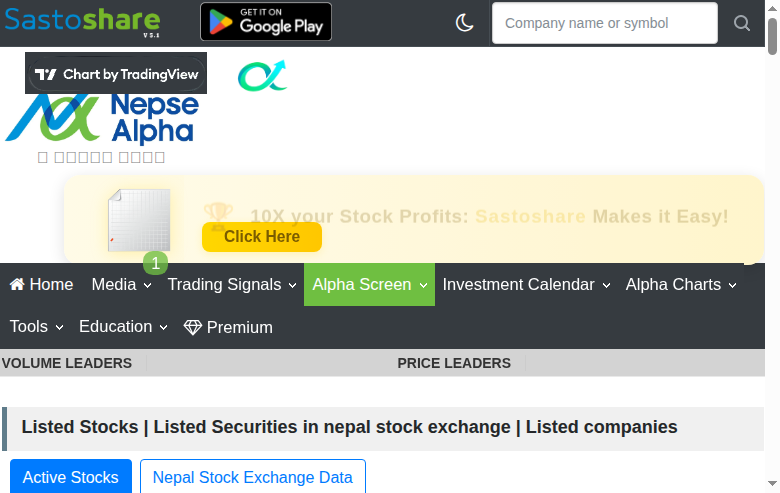 Sastoshare
V 5.1
GET IT ON
Google Play
Company name or symbol
Chart by TradingView
Nepse
Alpha
10X your Stock Profits: Sastoshare Makes it Easy!
Click Here
1
Home Media Trading Signals Alpha Screen Investment Calendar Alpha Charts
Tools Education Premium
VOLUME LEADERS PRICE LEADERS
Listed Stocks | Listed Securities in nepal stock exchange | Listed companies
Active Stocks Nepal Stock Exchange Data